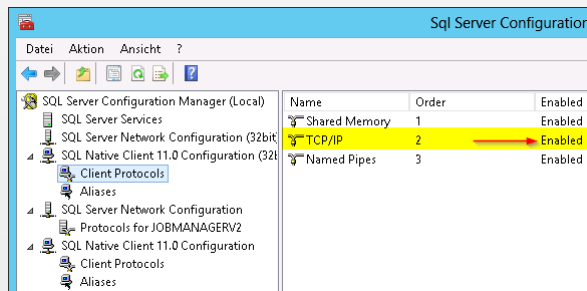 Sql Server Configuration
Datei Aktion Ansicht ?
SQL Server Configuration Manager (Local)
SQL Server Services
SQL Server Network Configuration (32bit
SQL Native Client 11.0 Configuration (32b
Client Protocols
Aliases
SQL Server Network Configuration
Protocols for JOBMANAGERV2
SQL Native Client 11.0 Configuration
Client Protocols
Aliases
Name Order Enabled
Shared Memory 1 Enabled
TCP/IP 2 Enabled
Named Pipes 3 Enabled